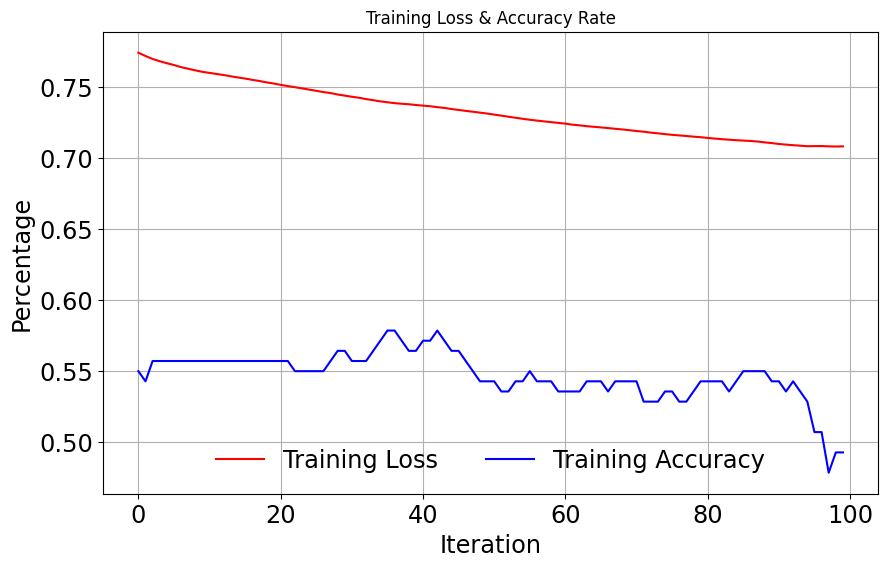 Training Loss & Accuracy Rate
Percentage
0.75
0.70
0.65
0.60
0.55
0.50
Training Loss
Training Accuracy
0 20 40 60 80 100
Iteration